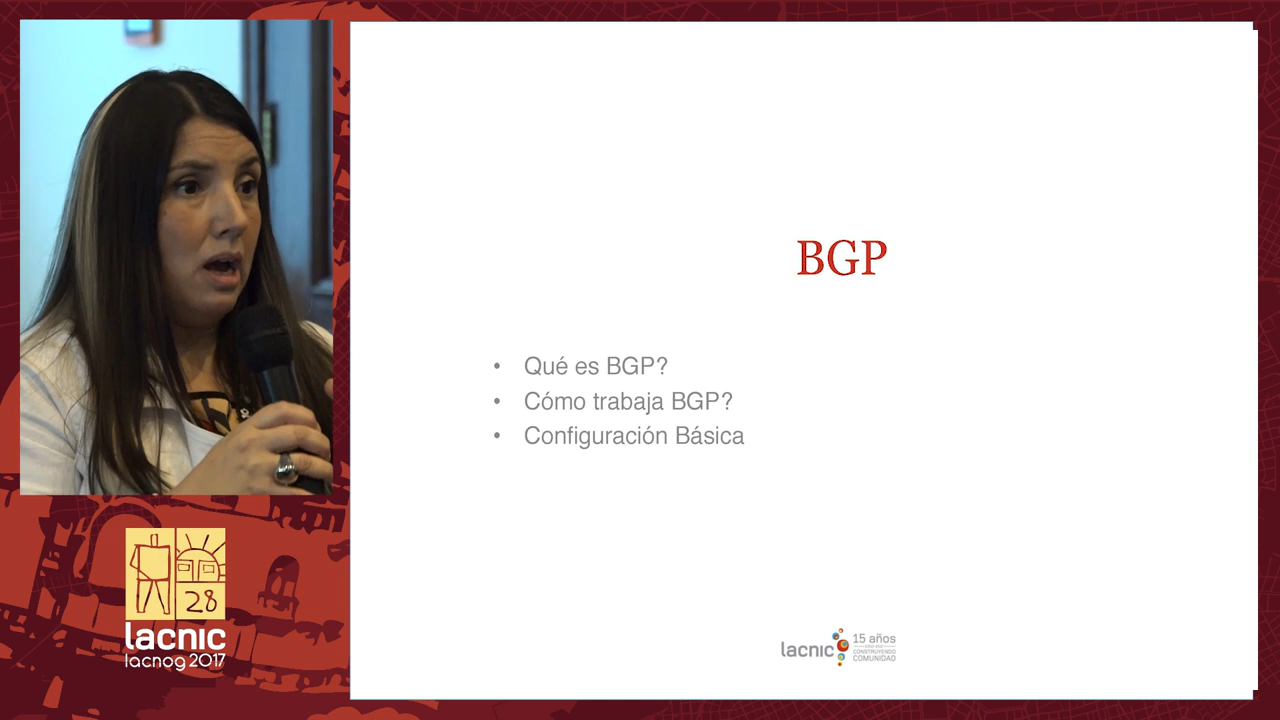 BGP
• Qué es BGP?
• Cómo trabaja BGP?
• Configuración Básica
lacnic
15 años
CONSTRUYENDO
COMUNIDAD
28
lacnic
lacnog 2017